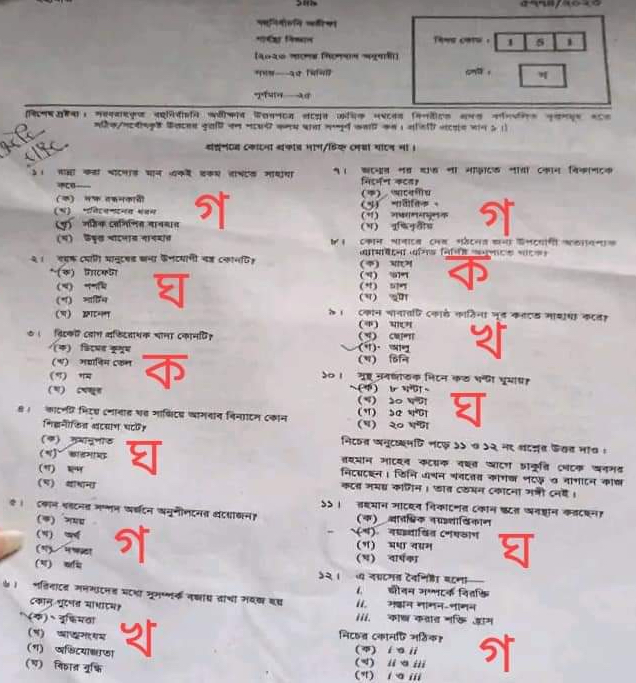 বহুনির্বাচনি অভীক্ষা
গার্হস্থ্য বিজ্ঞান
[২০২০ সালের সিলেবাস অনুযায়ী]
সময়—২৫ মিনিট
পূর্ণমান—২৫
বিষয় কোড : 1 5 1
সেট : গ
প্রশ্নপত্রে কোনো প্রকার দাগ/চিহ্ন দেয়া যাবে না।
১। রান্না করা খাদ্যের মান একই রকম রাখতে সাহায্য
করে—
(ক) দক্ষ রন্ধনকারী
(খ) পরিবেশনের ধরন
(গ) সঠিক রেসিপির ব্যবহার
(ঘ) উদ্বৃত্ত খাদ্যের ব্যবহার
গ
২। বয়স্ক মোটা মানুষের জন্য উপযোগী বস্ত্র কোনটি?
(ক) ট্যাফেটা
(খ) পশমি
(গ) সাটিন
(ঘ) ফ্লানেল
ঘ
৩। রিকেট রোগ প্রতিরোধক খাদ্য কোনটি?
(ক) ডিমের কুসুম
(খ) সয়াবিন তেল
(গ) গম
(ঘ) খেজুর
ক
৪। কার্পেট দিয়ে শোবার ঘর সাজিয়ে আসবাব বিন্যাসে কোন
শিল্পনীতির প্রয়োগ ঘটে?
(ক) সমানুপাত
(খ) ভারসাম্য
(গ) ছন্দ
(ঘ) প্রাধান্য
ঘ
৫। কোন ধরনের সম্পদ অর্জনে অনুশীলনের প্রয়োজন?
(ক) সময়
(খ) অর্থ
(গ) দক্ষতা
(ঘ) জমি
গ
৬। পরিবারে সদস্যদের মধ্যে সুসম্পর্ক বজায় রাখা সহজ হয়
কোন গুণের মাধ্যমে?
(ক) বুদ্ধিমত্তা
(খ) আত্মসংযম
(গ) অভিযোজ্যতা
(ঘ) বিচার বুদ্ধি
খ
৭। জন্মের পর হাত পা নাড়াতে পারা কোন বিকাশকে
নির্দেশ করে?
(ক) আবেগীয়
(খ) শারীরিক
(গ) সঞ্চালনমূলক
(ঘ) বুদ্ধিবৃত্তীয়
গ
৮। কোন খাবারে দেহ গঠনের জন্য উপযোগী অত্যাবশ্যক
এ্যামাইনো এসিড নির্দিষ্ট অনুপাতে থাকে?
(ক) মাংস
(খ) ডাল
(গ) চাল
(ঘ) ভুট্টা
ক
৯। কোন খাবারটি কোষ্ঠ কাঠিন্য দূর করতে সাহায্য করে?
(ক) মাংস
(খ) ছোলা
(গ) আলু
(ঘ) চিনি
খ
১০। সুস্থ নবজাতক দিনে কত ঘণ্টা ঘুমায়?
(ক) ৮ ঘণ্টা
(খ) ১০ ঘণ্টা
(গ) ১৫ ঘণ্টা
(ঘ) ২০ ঘণ্টা
ঘ
নিচের অনুচ্ছেদটি পড়ে ১১ ও ১২ নং প্রশ্নের উত্তর দাও :
রহমান সাহেব কয়েক বছর আগে চাকুরি থেকে অবসর
নিয়েছেন। তিনি এখন খবরের কাগজ পড়ে ও বাগানে কাজ
করে সময় কাটান। তার তেমন কোনো সঙ্গী নেই।
১১। রহমান সাহেব বিকাশের কোন স্তরে অবস্থান করছেন?
(ক) প্রারম্ভিক বয়ঃপ্রাপ্তিকাল
(খ) বয়ঃপ্রাপ্তির শেষভাগ
(গ) মধ্য বয়স
(ঘ) বার্ধক্য
ঘ
১২। এ বয়সের বৈশিষ্ট্য হলো—
i. জীবন সম্পর্কে বিরক্তি
ii. সন্তান লালন-পালন
iii. কাজ করার শক্তি হ্রাস
নিচের কোনটি সঠিক?
(ক) i ও ii
(খ) ii ও iii
(গ) i ও iii
গ